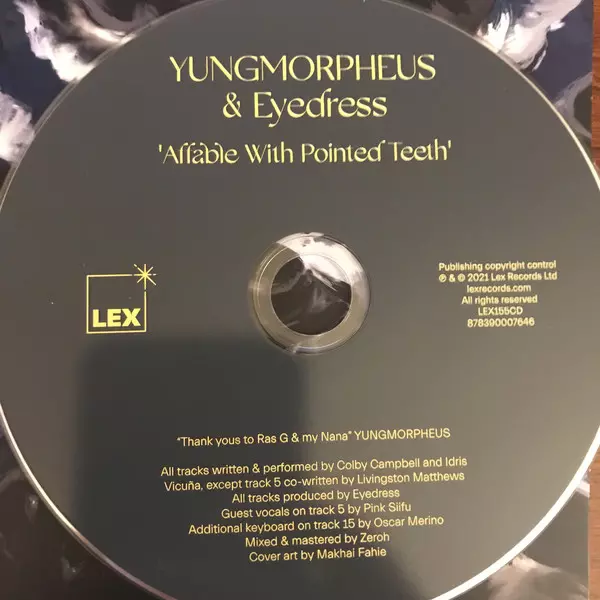 YUNGMORPHEUS
& Eyedress
'Affable With Pointed Teeth'
LEX
Publishing copyright control
℗ & © 2021 Lex Records Ltd
lexrecords.com
All rights reserved
LEX155CD
878390007646
“Thank yous to Ras G & my Nana” YUNGMORPHEUS
All tracks written & performed by Colby Campbell and Idris
Vicuña, except track 5 co-written by Livingston Matthews
All tracks produced by Eyedress
Guest vocals on track 5 by Pink Siifu
Additional keyboard on track 15 by Oscar Merino
Mixed & mastered by Zeroh
Cover art by Makhai Fahie